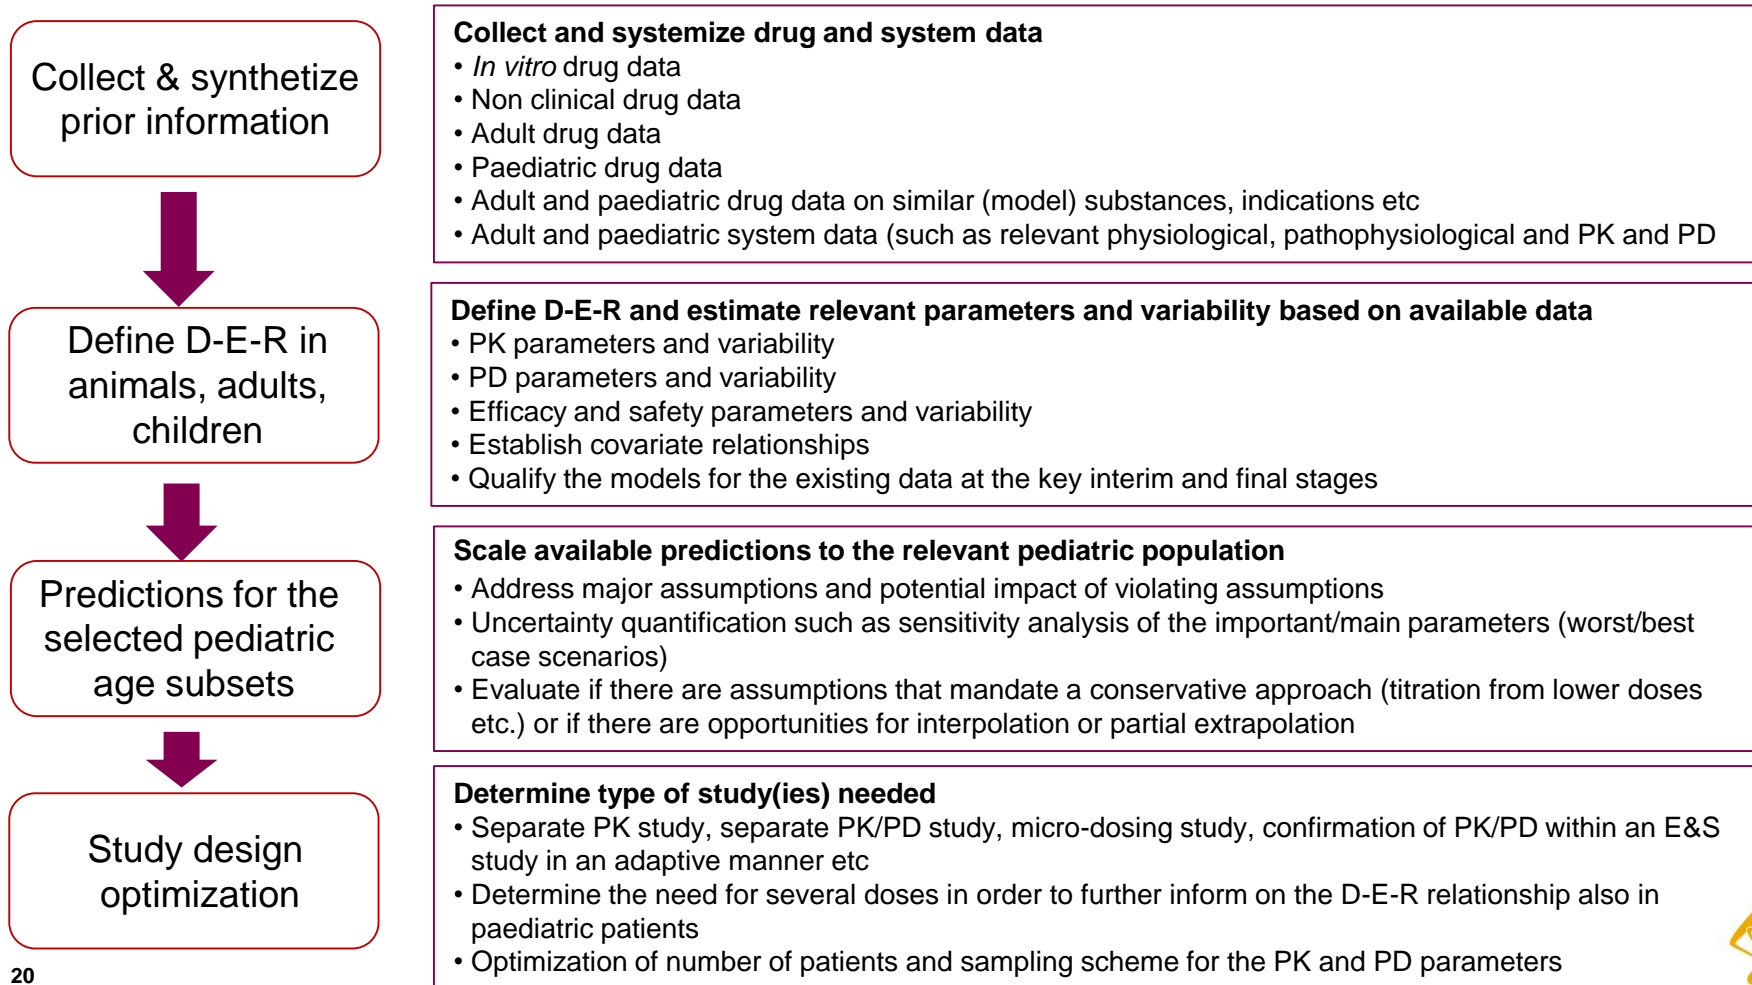 Collect & synthetize
prior information
Collect and systemize drug and system data
• In vitro drug data
• Non clinical drug data
• Adult drug data
• Paediatric drug data
• Adult and paediatric drug data on similar (model) substances, indications etc
• Adult and paediatric system data (such as relevant physiological, pathophysiological and PK and PD
Define D-E-R in
animals, adults,
children
Define D-E-R and estimate relevant parameters and variability based on available data
• PK parameters and variability
• PD parameters and variability
• Efficacy and safety parameters and variability
• Establish covariate relationships
• Qualify the models for the existing data at the key interim and final stages
Predictions for the
selected pediatric
age subsets
Scale available predictions to the relevant pediatric population
• Address major assumptions and potential impact of violating assumptions
• Uncertainty quantification such as sensitivity analysis of the important/main parameters (worst/best
case scenarios)
• Evaluate if there are assumptions that mandate a conservative approach (titration from lower doses
etc.) or if there are opportunities for interpolation or partial extrapolation
Study design
optimization
Determine type of study(ies) needed
• Separate PK study, separate PK/PD study, micro-dosing study, confirmation of PK/PD within an E&S
study in an adaptive manner etc
• Determine the need for several doses in order to further inform on the D-E-R relationship also in
paediatric patients
• Optimization of number of patients and sampling scheme for the PK and PD parameters
20